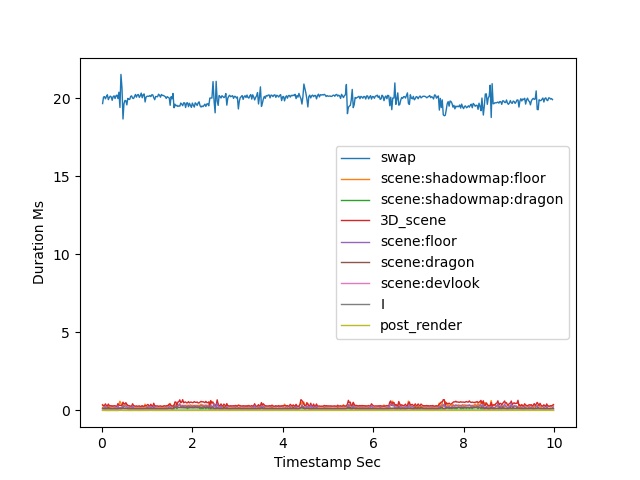 20
15
10
5
0
Duration Ms
swap
scene:shadowmap:floor
scene:shadowmap:dragon
3D_scene
scene:floor
scene:dragon
scene:devlook
I
post_render
0 2 4 6 8 10
Timestamp Sec